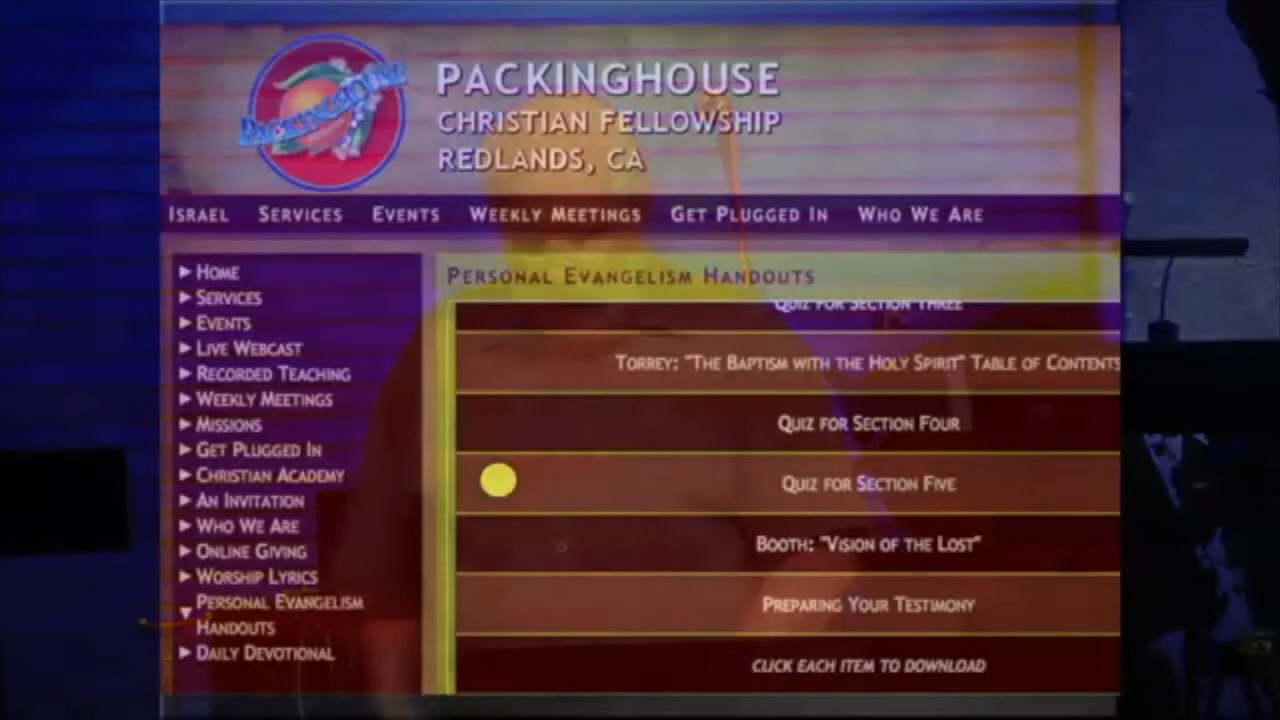 PACKINGHOUSE
PACKINGHOUSE
CHRISTIAN FELLOWSHIP
REDLANDS, CA
ISRAEL SERVICES EVENTS WEEKLY MEETINGS GET PLUGGED IN WHO WE ARE
HOME
SERVICES
EVENTS
LIVE WEBCAST
RECORDED TEACHING
WEEKLY MEETINGS
MISSIONS
GET PLUGGED IN
CHRISTIAN ACADEMY
AN INVITATION
WHO WE ARE
ONLINE GIVING
WORSHIP LYRICS
PERSONAL EVANGELISM
HANDOUTS
DAILY DEVOTIONAL
PERSONAL EVANGELISM HANDOUTS
QUIZ FOR SECTION THREE
TORREY: "THE BAPTISM WITH THE HOLY SPIRIT" TABLE OF CONTENTS
QUIZ FOR SECTION FOUR
QUIZ FOR SECTION FIVE
BOOTH: "VISION OF THE LOST"
PREPARING YOUR TESTIMONY
CLICK EACH ITEM TO DOWNLOAD